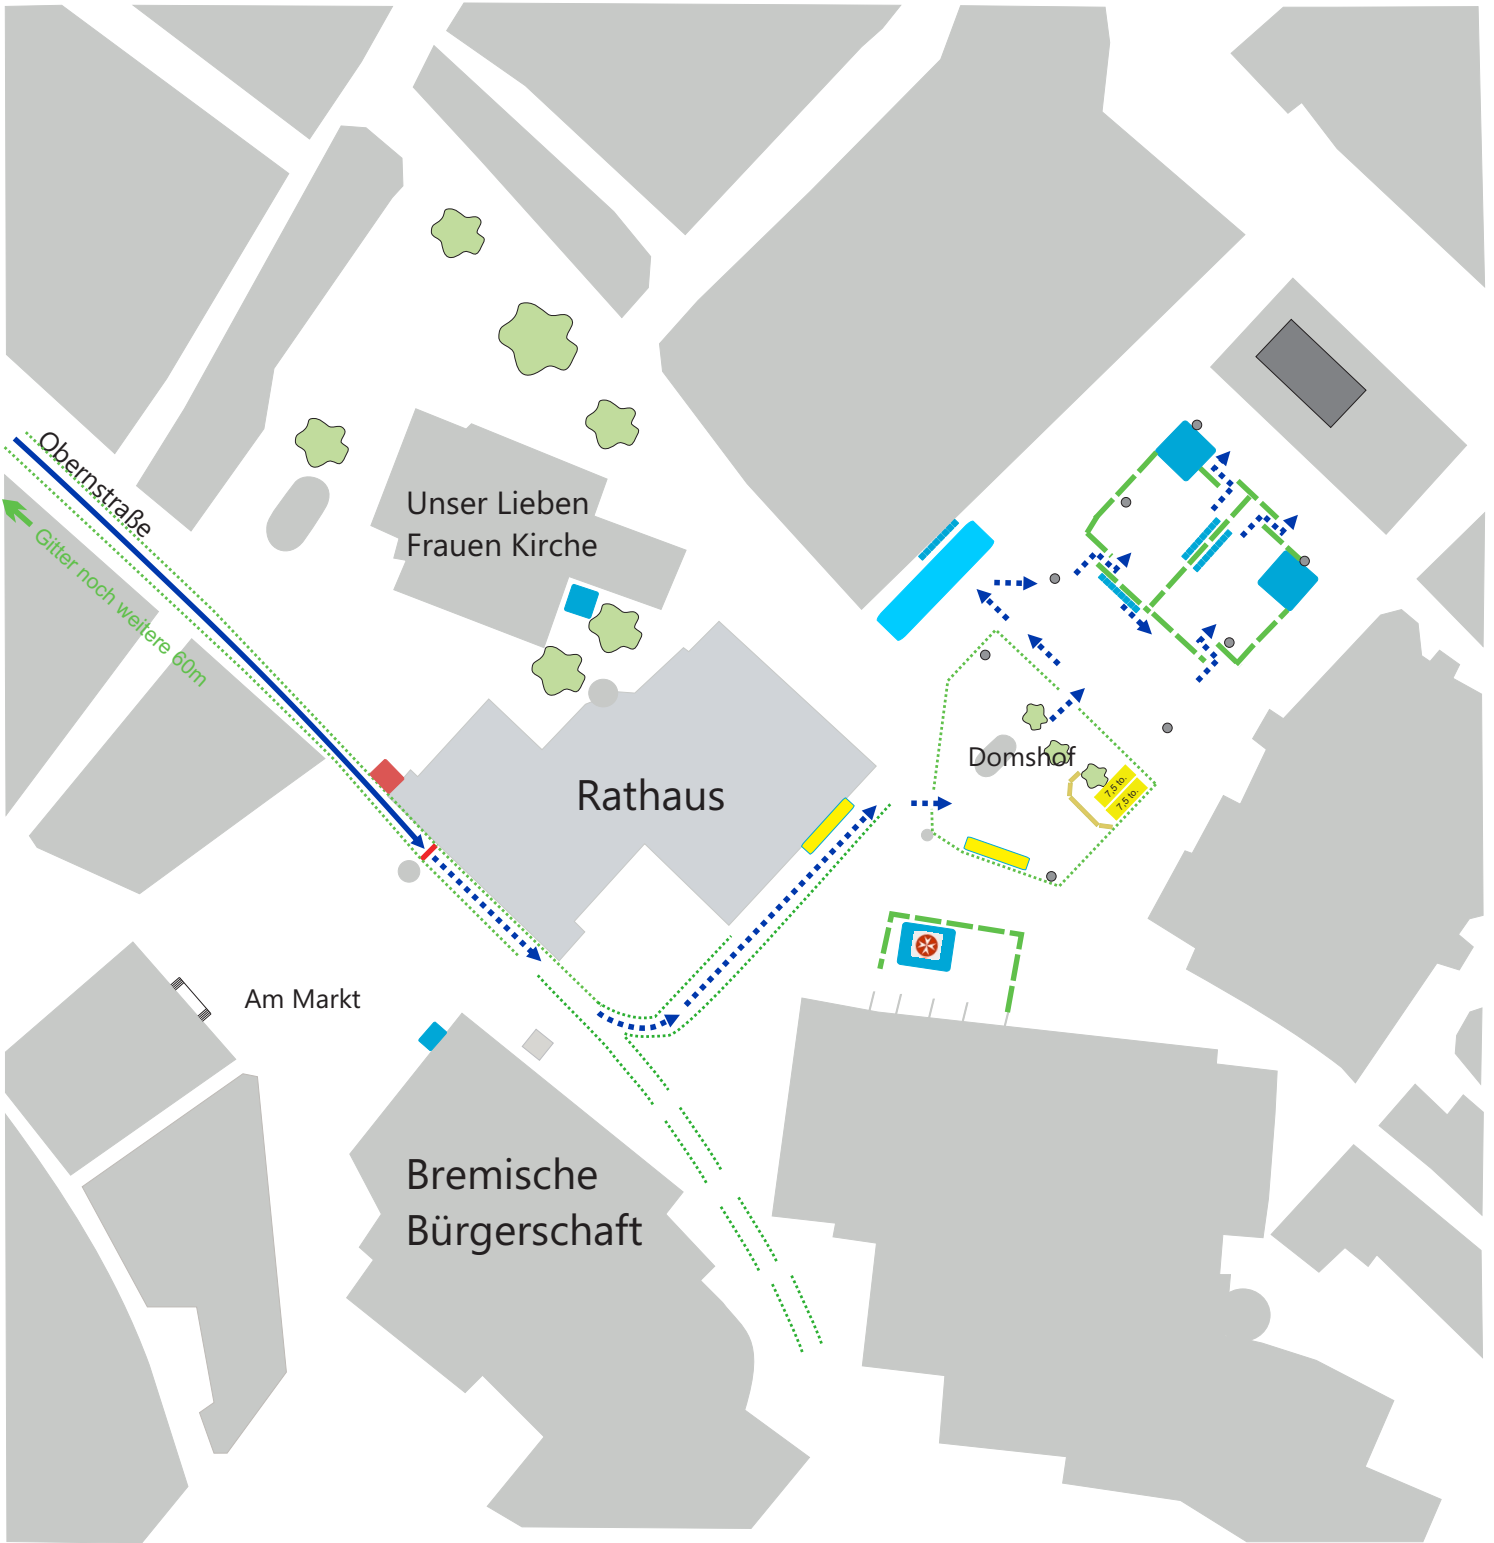 Obernstraße
Gitter noch weitere 60m
Unser Lieben
Frauen Kirche
Rathaus
Domshof
7,5 to.
7,5 to.
Am Markt
Bremische
Bürgerschaft